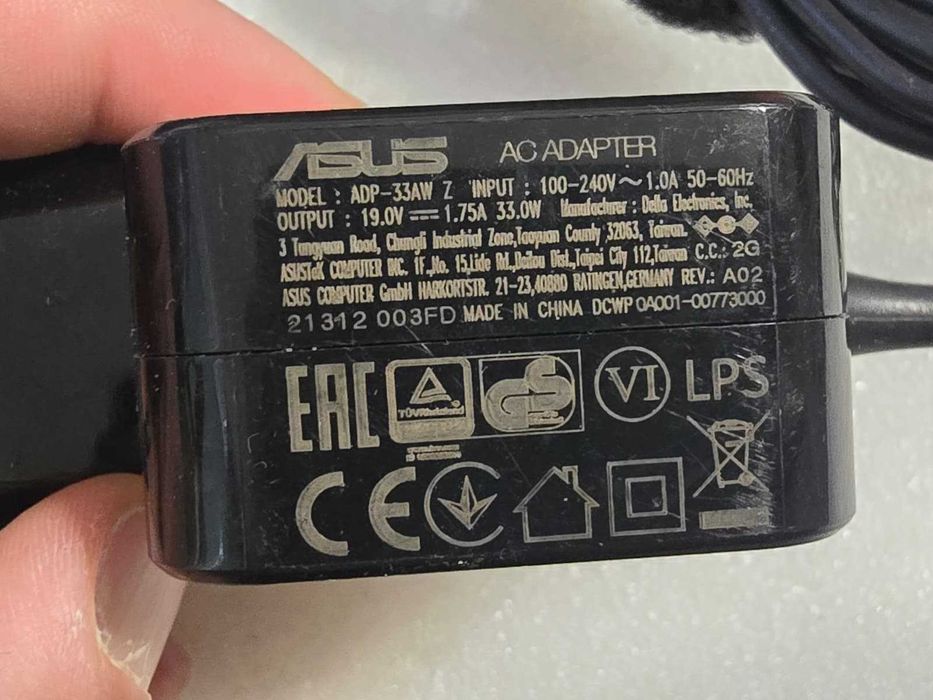 ASUS AC ADAPTER
MODEL : ADP-33AW Z INPUT : 100-240V~1.0A 50-60Hz
OUTPUT : 19.0V⎓1.75A 33.0W Manufacturer : Delta Electronics, Inc.
3 Tungyuan Road, Chungli Industrial Zone,Taoyuan County 32063, Taiwan.
ASUSTeK COMPUTER INC. 1F.,No. 15,Lide Rd.,Beitou Dist.,Taipei City 112,Taiwan C.C.: 2G
ASUS COMPUTER GmbH HARKORTSTR. 21-23,40880 RATINGEN,GERMANY REV.: A02
21312 003FD MADE IN CHINA DCWP 0A001-00773000
EAC TÜVRheinland GS VI LPS
CE